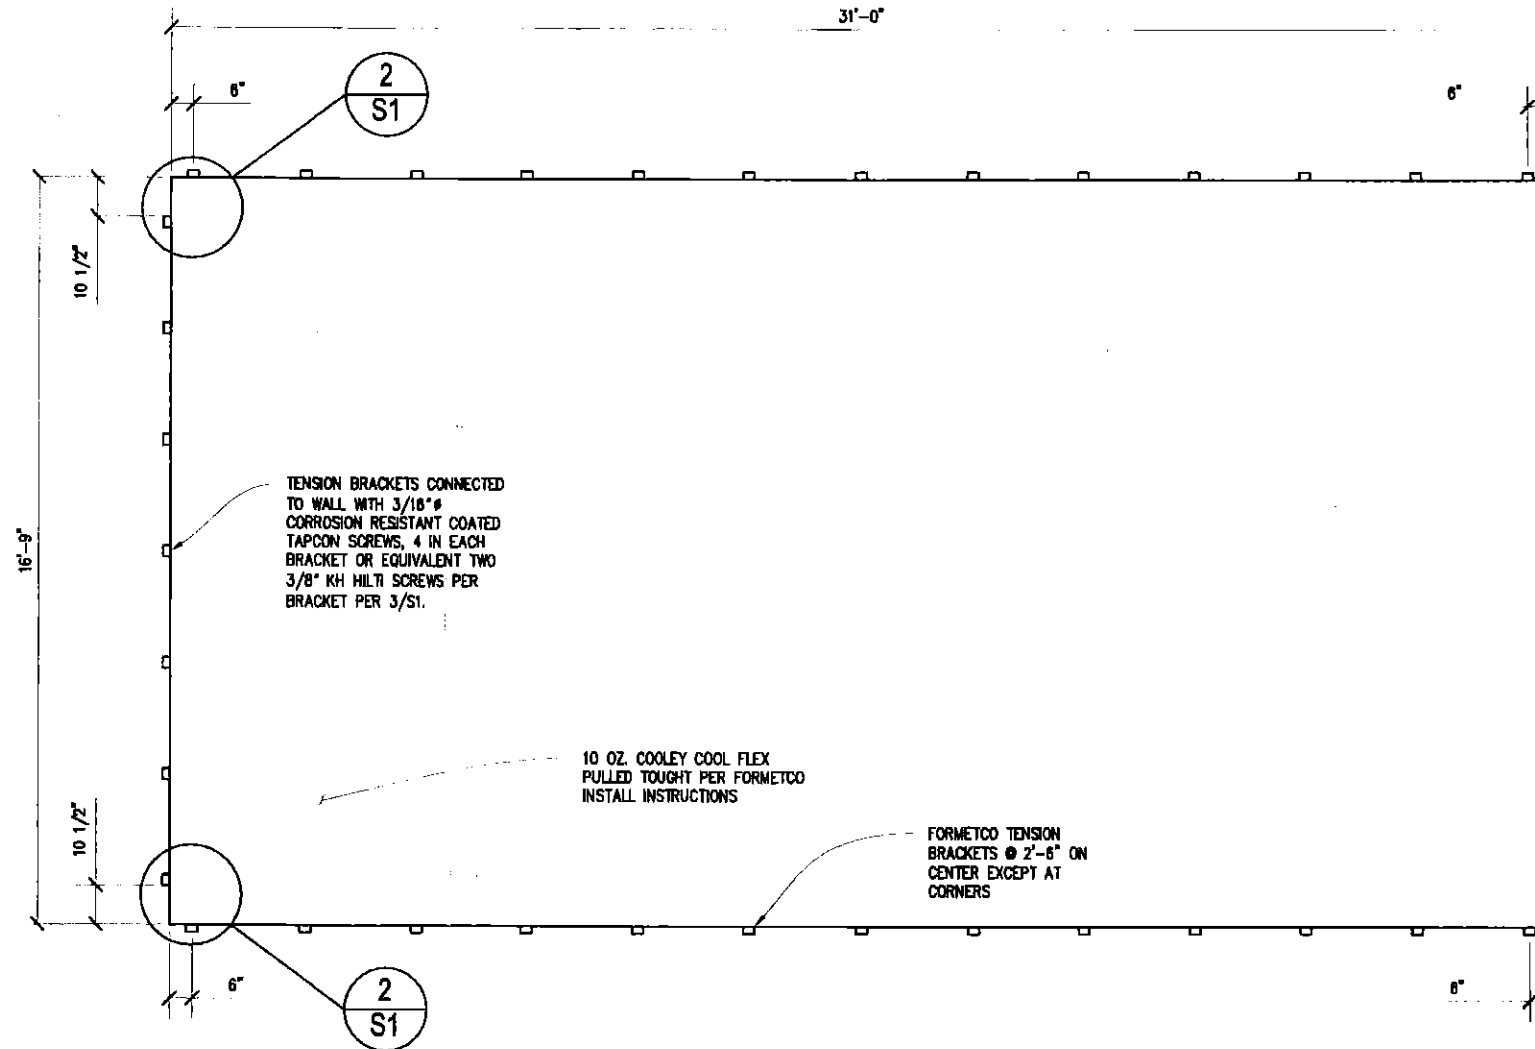 31'-0"
6"
2
S1
6"
10 1/2"
16'-9"
TENSION BRACKETS CONNECTED
TO WALL WITH 3/16"ø
CORROSION RESISTANT COATED
TAPCON SCREWS, 4 IN EACH
BRACKET OR EQUIVALENT TWO
3/8" KH HILTI SCREWS PER
BRACKET PER 3/S1.
10 OZ. COOLEY COOL FLEX
PULLED TOUGHT PER FORMETCO
INSTALL INSTRUCTIONS
10 1/2"
FORMETCO TENSION
BRACKETS @ 2'-6" ON
CENTER EXCEPT AT
CORNERS
6"
2
S1
6"